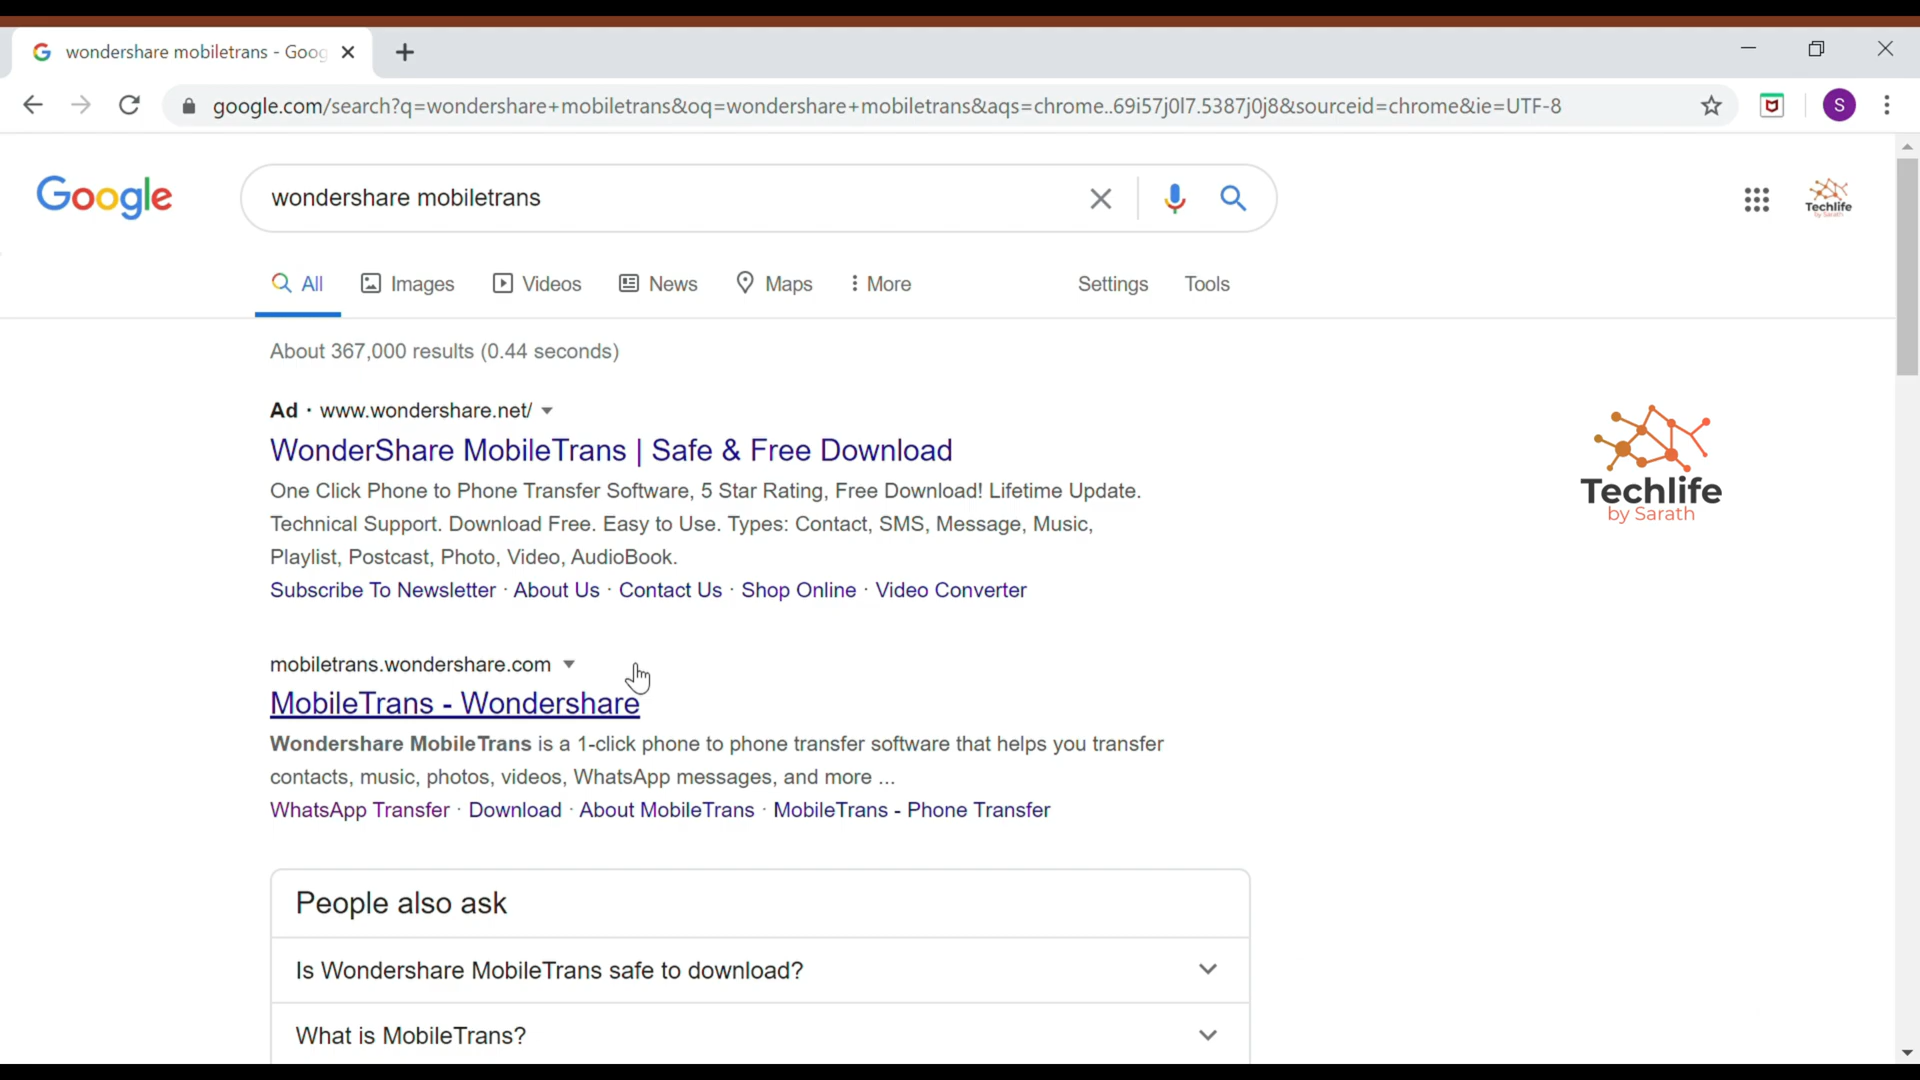 wondershare mobiletrans - Goog
google.com/search?q=wondershare+mobiletrans&oq=wondershare+mobiletrans&aqs=chrome..69i57j0l7.5387j0j8&sourceid=chrome&ie=UTF-8
S
Google
wondershare mobiletrans
Techlife
by Sarath
All Images Videos News Maps More Settings Tools
About 367,000 results (0.44 seconds)
Ad · www.wondershare.net/
WonderShare MobileTrans | Safe & Free Download
One Click Phone to Phone Transfer Software, 5 Star Rating, Free Download! Lifetime Update.
Technical Support. Download Free. Easy to Use. Types: Contact, SMS, Message, Music,
Playlist, Postcast, Photo, Video, AudioBook.
Subscribe To Newsletter · About Us · Contact Us · Shop Online · Video Converter
Techlife
by Sarath
mobiletrans.wondershare.com
MobileTrans - Wondershare
Wondershare MobileTrans is a 1-click phone to phone transfer software that helps you transfer
contacts, music, photos, videos, WhatsApp messages, and more ...
WhatsApp Transfer · Download · About MobileTrans · MobileTrans - Phone Transfer
People also ask
Is Wondershare MobileTrans safe to download?
What is MobileTrans?